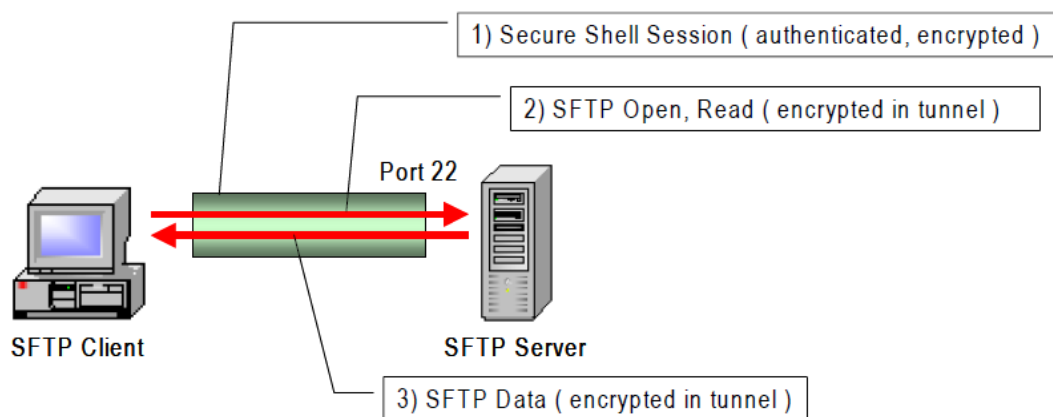 1) Secure Shell Session ( authenticated, encrypted )
2) SFTP Open, Read ( encrypted in tunnel )
Port 22
SFTP Client
SFTP Server
3) SFTP Data ( encrypted in tunnel )